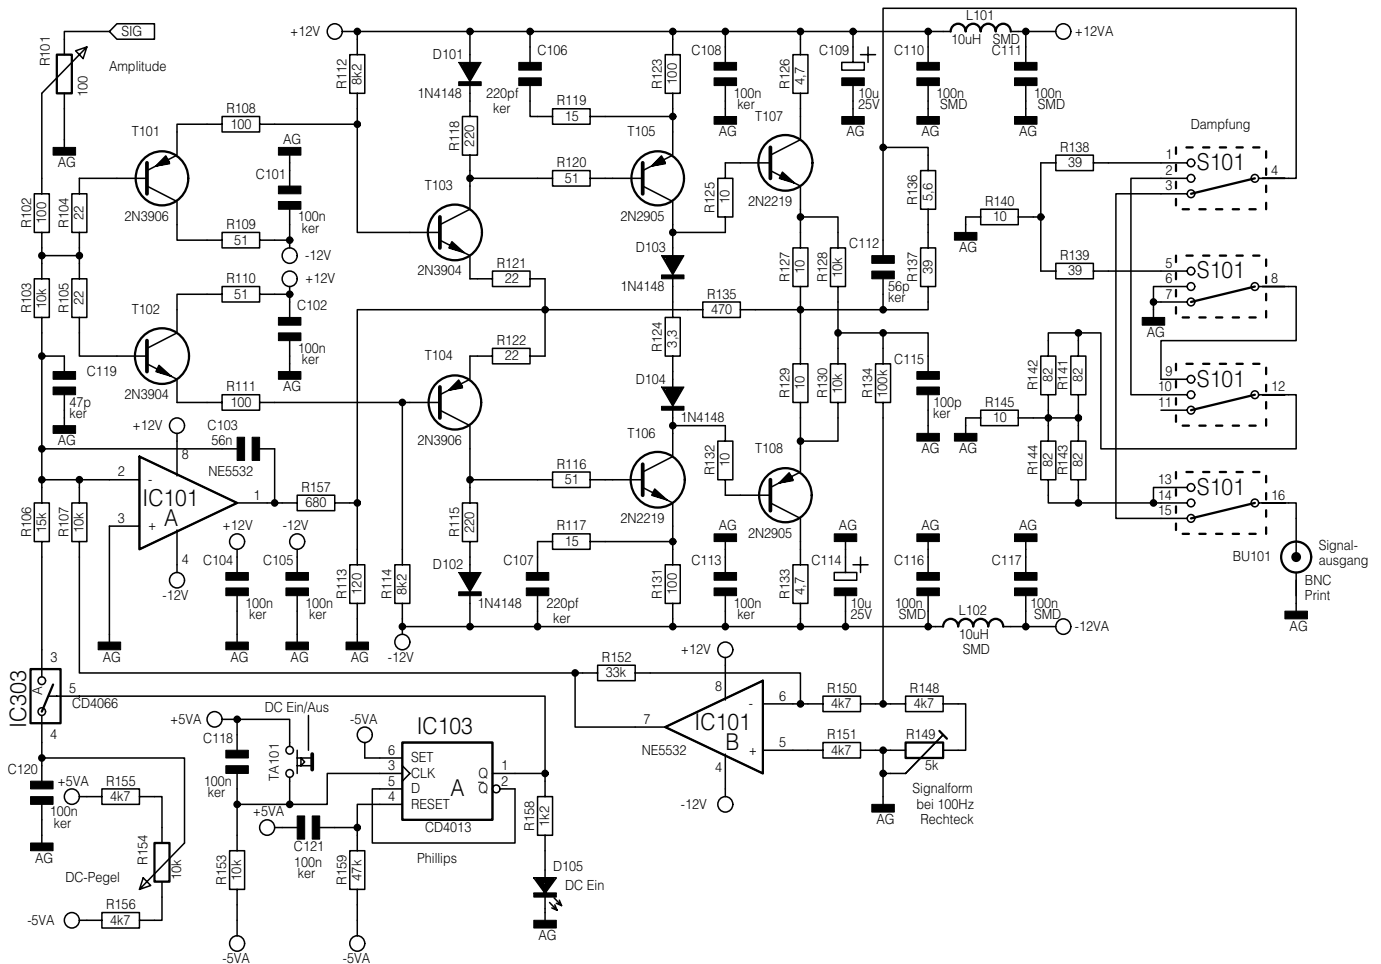 R101
100
SIG
Amplitude
AG
+12V
R112
8k2
D101
1N4148
C106
220pf
ker
R119
15
R123
100
C108
100n
ker
AG
R126
4,7
C109
10u
25V
AG
C110
100n
SMD
AG
L101
10uH
SMD
C111
100n
SMD
AG
+12VA
R108
100
T101
2N3906
AG
C101
100n
ker
R109
51
-12V
R102
100
R104
22
R103
10k
R105
22
+12V
R110
51
C102
100n
ker
AG
T102
2N3904
R111
100
C119
47p
ker
AG
R118
220
T103
2N3904
R121
22
R120
51
T105
2N2905
R125
10
T107
2N2219
D103
1N4148
R135
470
R124
3,3
D104
1N4148
R127
10
R128
10k
C112
56p
ker
R136
5,6
R137
39
R122
22
T104
2N3906
R129
10
R130
10k
R134
100k
C115
100p
ker
AG
Dampfung
R138
39
R140
10
AG
R139
39
1
2
3
S101
4
5
6
7
S101
8
AG
9
10
11
S101
12
13
14
15
S101
16
R142
82
R141
82
R145
10
AG
R144
82
R143
82
BU101
Signal-
ausgang
BNC
Print
AG
+12V
C103
56n
NE5532
8
2
-
IC101
A
3
+
1
4
-12V
R157
680
R106
15k
R107
10k
AG
+12V
C104
100n
ker
AG
-12V
C105
100n
ker
AG
R113
120
AG
R114
8k2
-12V
R115
220
D102
1N4148
R116
51
T106
2N2219
R117
15
C107
220pf
ker
R131
100
R132
10
T108
2N2905
AG
C113
100n
ker
R133
4,7
AG
C114
10u
25V
AG
C116
100n
SMD
AG
C117
100n
SMD
L102
10uH
SMD
-12VA
IC303
3
A
5
CD4066
4
R152
33k
+12V
8
7
IC101
B
NE5532
6
-
5
+
4
-12V
R150
4k7
R148
4k7
R151
4k7
R149
5k
AG
Signalform
bei 100Hz
Rechteck
C120
100n
ker
AG
+5VA
R155
4k7
R154
10k
DC-Pegel
-5VA
R156
4k7
+5VA
C118
100n
ker
DC Ein/Aus
TA101
-5VA
IC103
6
SET
3
CLK
5
D
4
RESET
A
Q
1
Q
2
CD4013
Phillips
+5VA
C121
100n
ker
R153
10k
-5VA
R159
47k
-5VA
R158
1k2
D105
DC Ein
AG